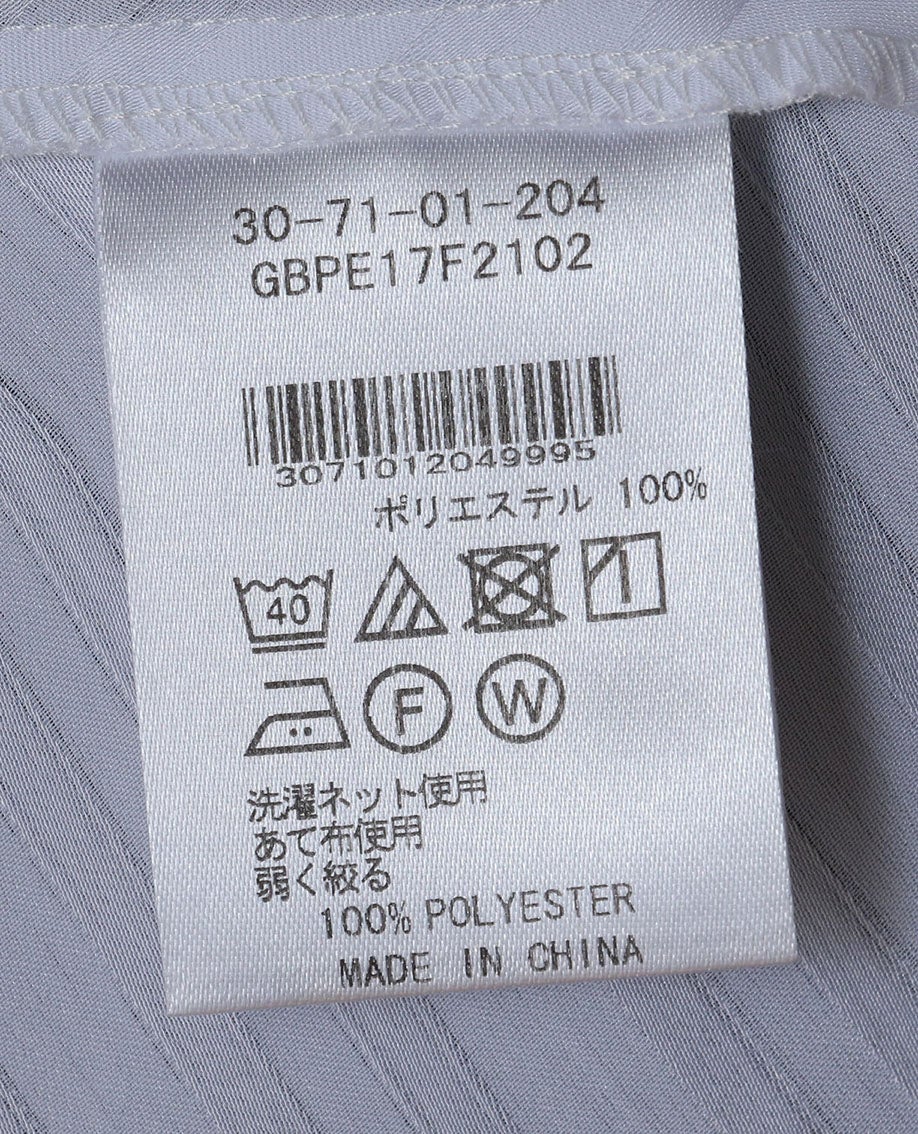 30-71-01-204
GBPE17F2102
3071012049995
ポリエステル 100%
40
F W
洗濯ネット使用
あて布使用
弱く絞る
100% POLYESTER
MADE IN CHINA